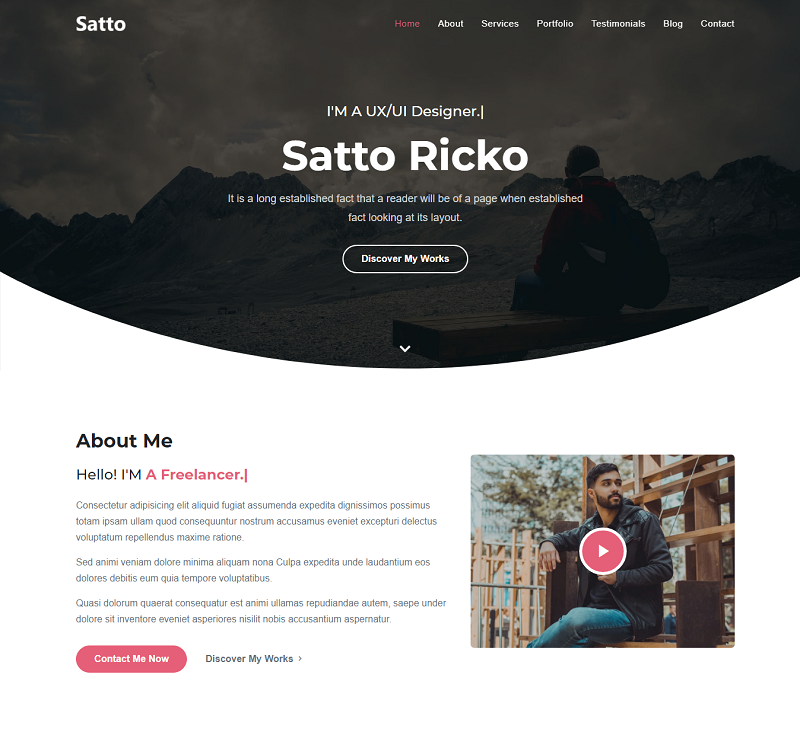 Satto
Home About Services Portfolio Testimonials Blog Contact
I'M A UX/UI Designer.|
Satto Ricko
It is a long established fact that a reader will be of a page when established
fact looking at its layout.
Discover My Works
About Me
Hello! I'M A Freelancer.|
Consectetur adipisicing elit aliquid fugiat assumenda expedita dignissimos possimus
totam ipsam ullam quod consequuntur nostrum accusamus eveniet excepturi delectus
voluptatum repellendus maxime ratione.
Sed animi veniam dolore minima aliquam nona Culpa expedita unde laudantium eos
dolores debitis eum quia tempore voluptatibus.
Quasi dolorum quaerat consequatur est animi ullamas repudiandae autem, saepe under
dolore sit inventore eveniet asperiores nisilit nobis accusantium aspernatur.
Contact Me Now
Discover My Works